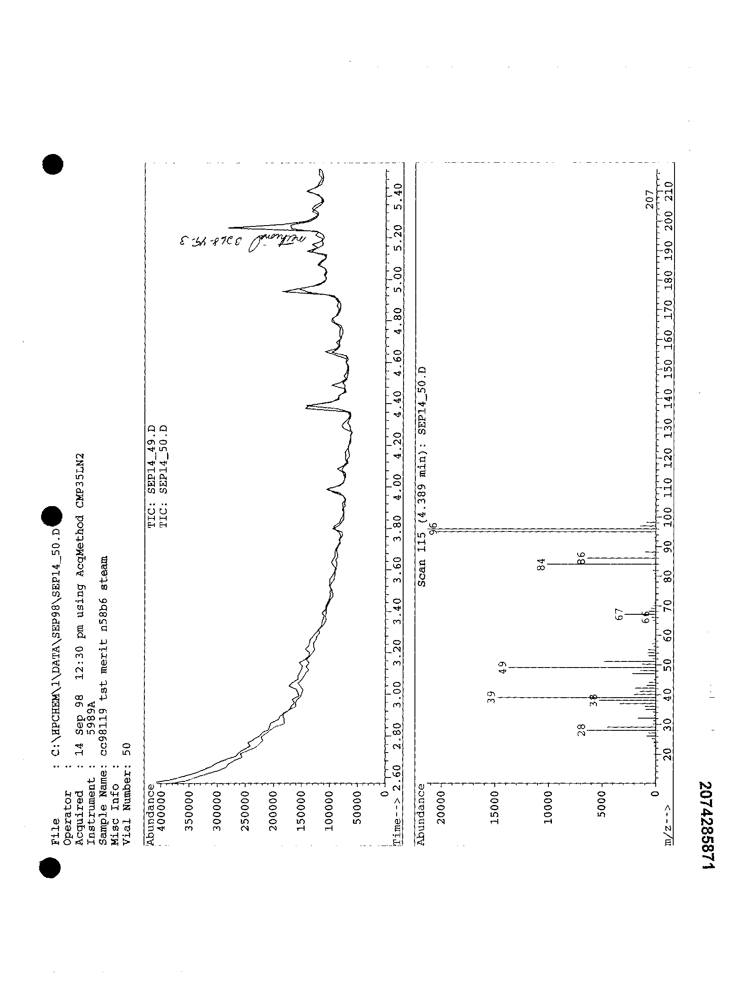 File : C:\HPCHEM\1\DATA\SEP98\SEP14_50.D
Operator :
Acquired : 14 Sep 98 12:30 pm using AcqMethod CMP35LN2
Instrument : 5989A
Sample Name: cc98119 tst merit n58b6 steam
Misc Info :
Vial Number: 50
Abundance
TIC: SEP14_49.D
TIC: SEP14_50.D
400000
350000
300000
250000
200000
150000
100000
50000
0
methional 3268-49-3
Time--> 2.60 2.80 3.00 3.20 3.40 3.60 3.80 4.00 4.20 4.40 4.60 4.80 5.00 5.20 5.40
Abundance
Scan 115 (4.389 min): SEP14_50.D
20000
15000
10000
5000
0
28 38 39 49 66 67 84 86 96 207
m/z--> 20 30 40 50 60 70 80 90 100 110 120 130 140 150 160 170 180 190 200 210
2074285871